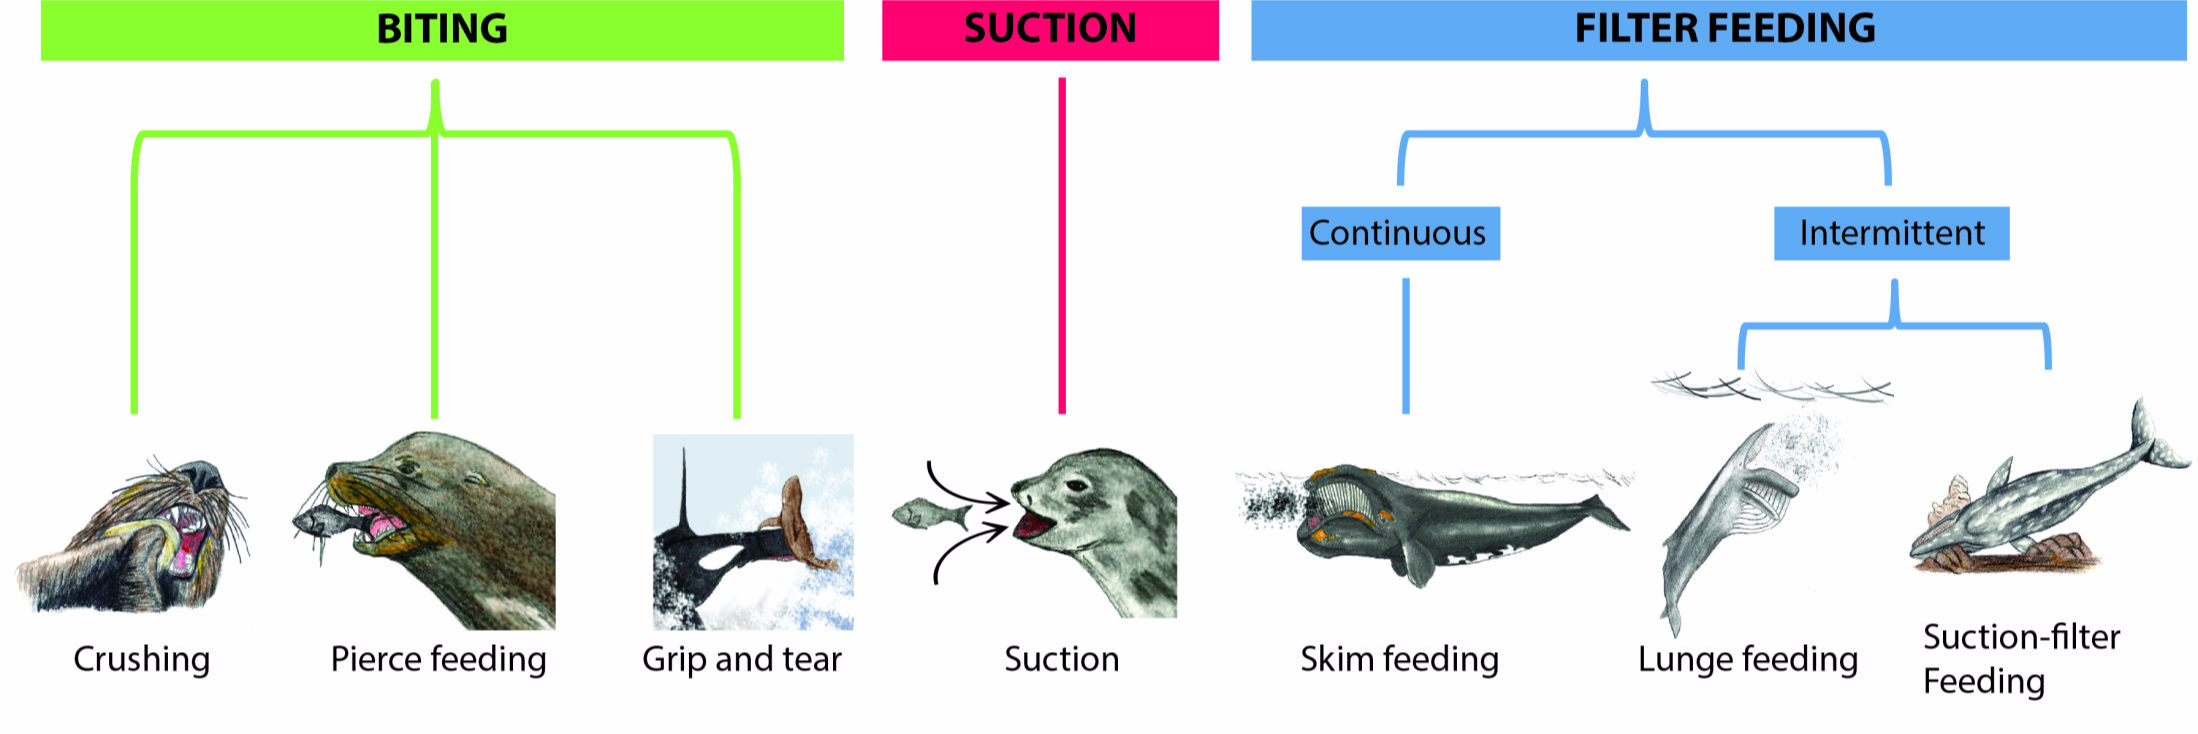 BITING
SUCTION
FILTER FEEDING
Continuous
Intermittent
Crushing
Pierce feeding
Grip and tear
Suction
Skim feeding
Lunge feeding
Suction-filter
Feeding